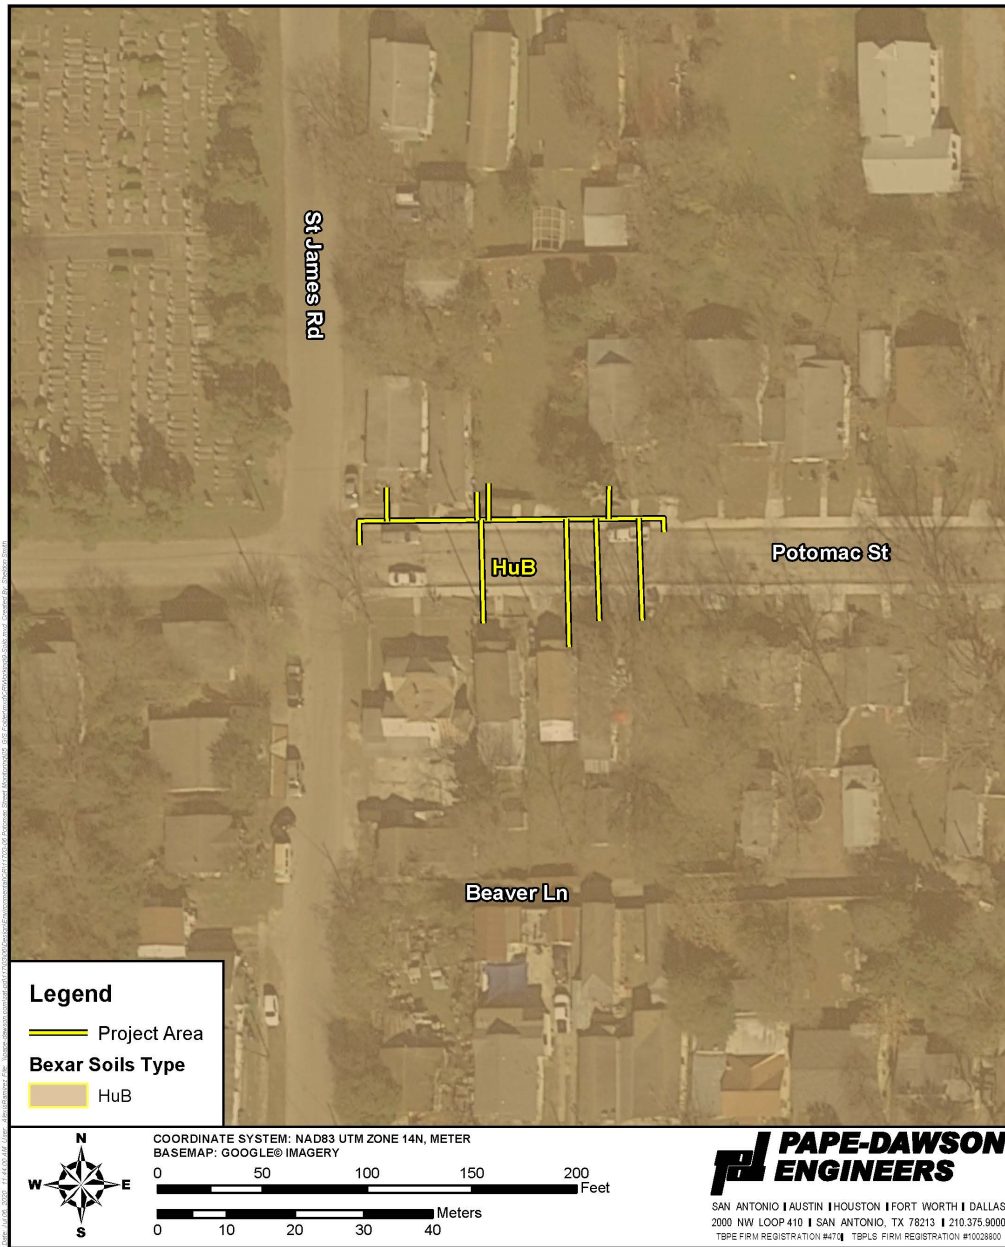 St James Rd
Potomac St
HuB
Beaver Ln
Legend
Project Area
Bexar Soils Type
HuB
N
W E
S
COORDINATE SYSTEM: NAD83 UTM ZONE 14N, METER
BASEMAP: GOOGLE© IMAGERY
0 50 100 150 200
Feet
Meters
0 10 20 30 40
PAPE-DAWSON
ENGINEERS
SAN ANTONIO I AUSTIN I HOUSTON I FORT WORTH I DALLAS
2000 NW LOOP 410 I SAN ANTONIO, TX 78213 I 210.375.9000
TBPE FIRM REGISTRATION #470 I TBPLS FIRM REGISTRATION #10028800